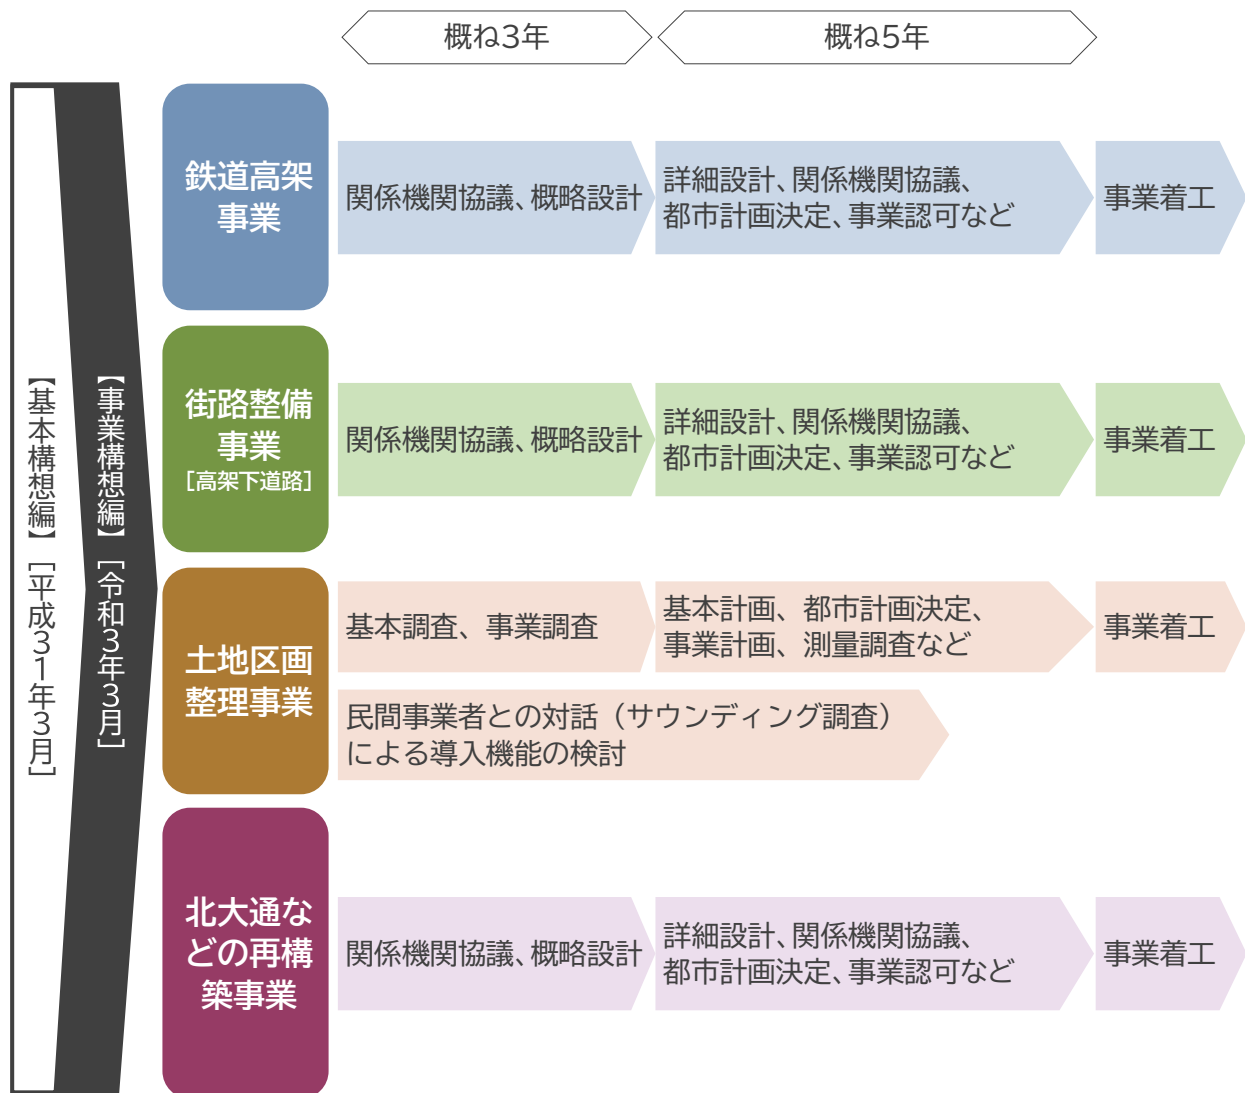 概ね3年
概ね5年
【基本構想編】［平成３１年３月］
【事業構想編】［令和３年３月］
鉄道高架
事業
関係機関協議、概略設計
詳細設計、関係機関協議、
都市計画決定、事業認可など
事業着工
街路整備
事業
［高架下道路］
関係機関協議、概略設計
詳細設計、関係機関協議、
都市計画決定、事業認可など
事業着工
土地区画
整理事業
基本調査、事業調査
基本計画、都市計画決定、
事業計画、測量調査など
事業着工
民間事業者との対話（サウンディング調査）
による導入機能の検討
北大通な
どの再構
築事業
関係機関協議、概略設計
詳細設計、関係機関協議、
都市計画決定、事業認可など
事業着工